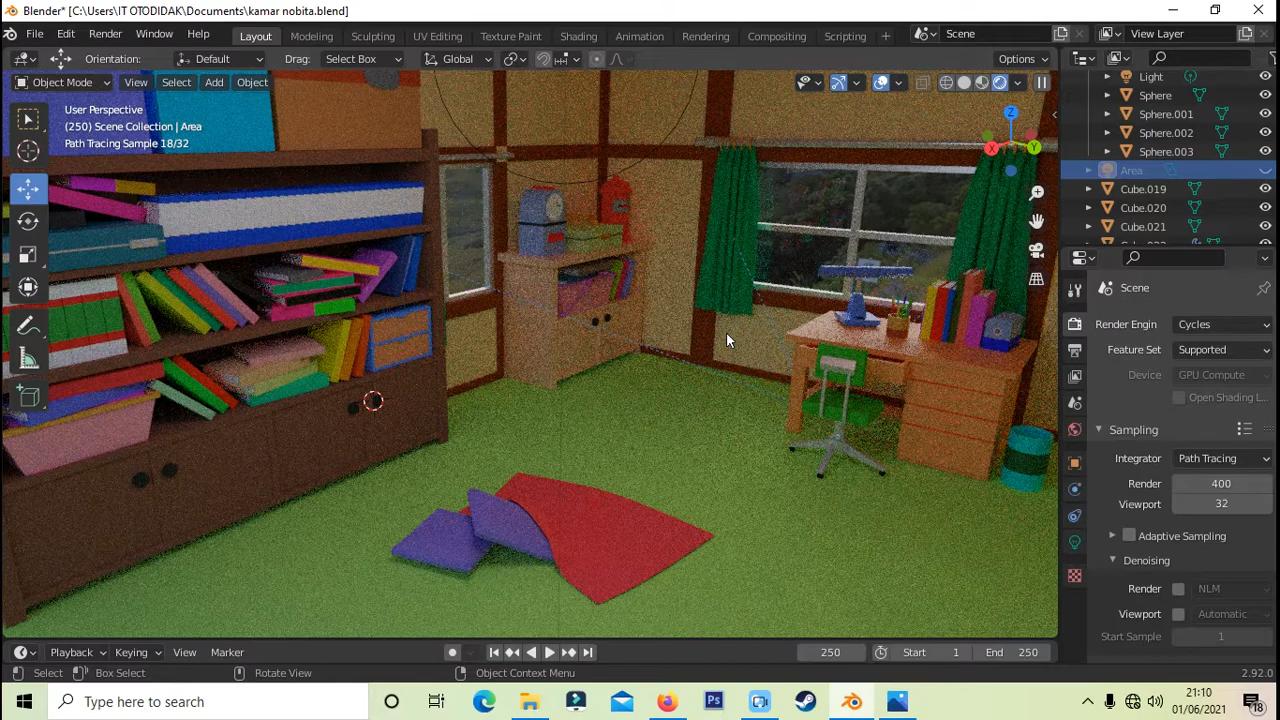 Blender* [C:\Users\IT OTODIDAK\Documents\kamar nobita.blend]
File Edit Render Window Help Layout Modeling Sculpting UV Editing Texture Paint Shading Animation Rendering Compositing Scripting + Scene View Layer
Orientation: Default Drag: Select Box Global Options
Object Mode View Select Add Object
User Perspective
(250) Scene Collection | Area
Path Tracing Sample 18/32
Z
X
Y
Light
Sphere
Sphere.001
Sphere.002
Sphere.003
Area
Cube.019
Cube.020
Cube.021
Scene
Render Engin Cycles
Feature Set Supported
Device GPU Compute
Open Shading L...
Sampling
Integrator Path Tracing
Render 400
Viewport 32
Adaptive Sampling
Denoising
Render NLM
Viewport Automatic
Start Sample 1
Playback Keying View Marker 250 Start 1 End 250
Select Box Select Rotate View Object Context Menu 2.92.0
Type here to search
Ps
21:10
01/06/2021
18